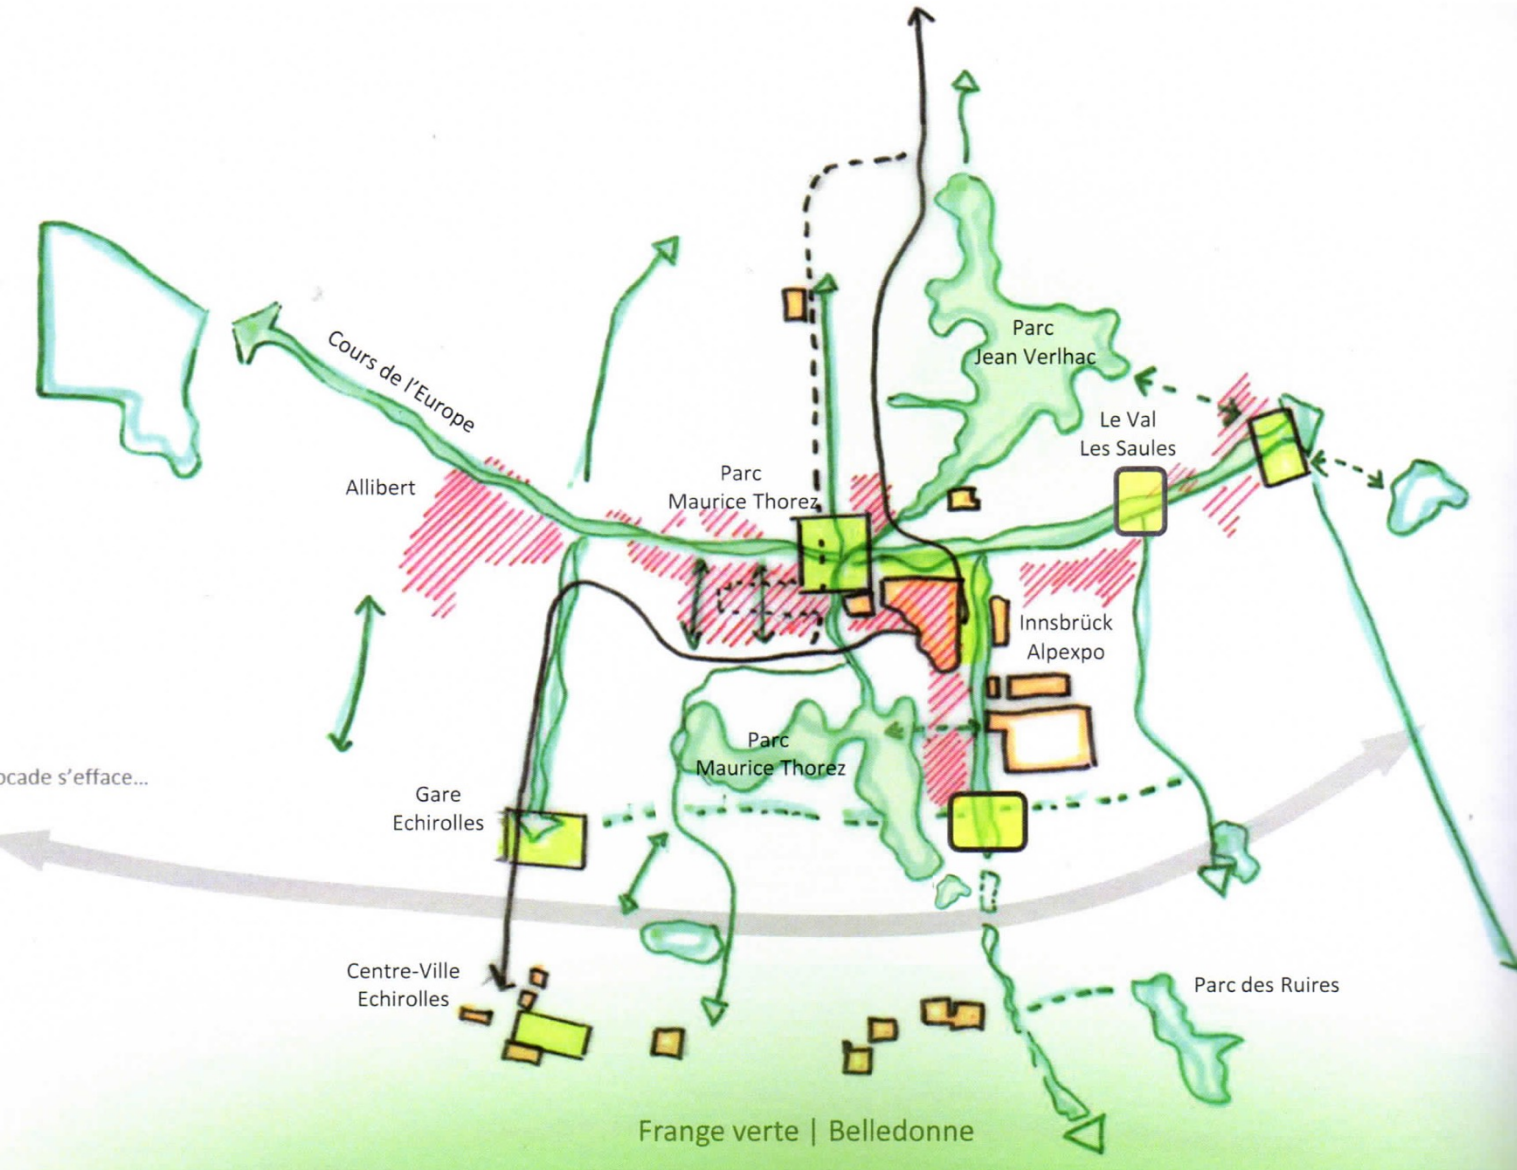 Cours de l'Europe
Parc
Jean Verlhac
Le Val
Les Saules
Parc
Maurice Thorez
Allibert
Innsbrück
Alpexpo
Parc
Maurice Thorez
ocade s'efface...
Gare
Echirolles
Centre-Ville
Echirolles
Parc des Ruires
Frange verte | Belledonne